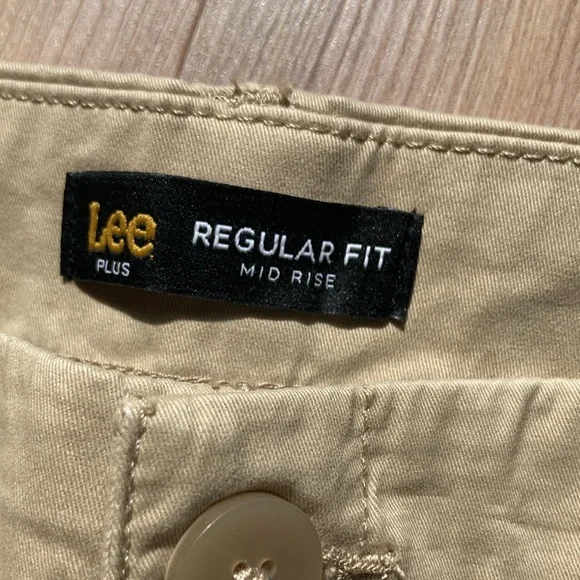 Lee
PLUS
REGULAR FIT
MID RISE